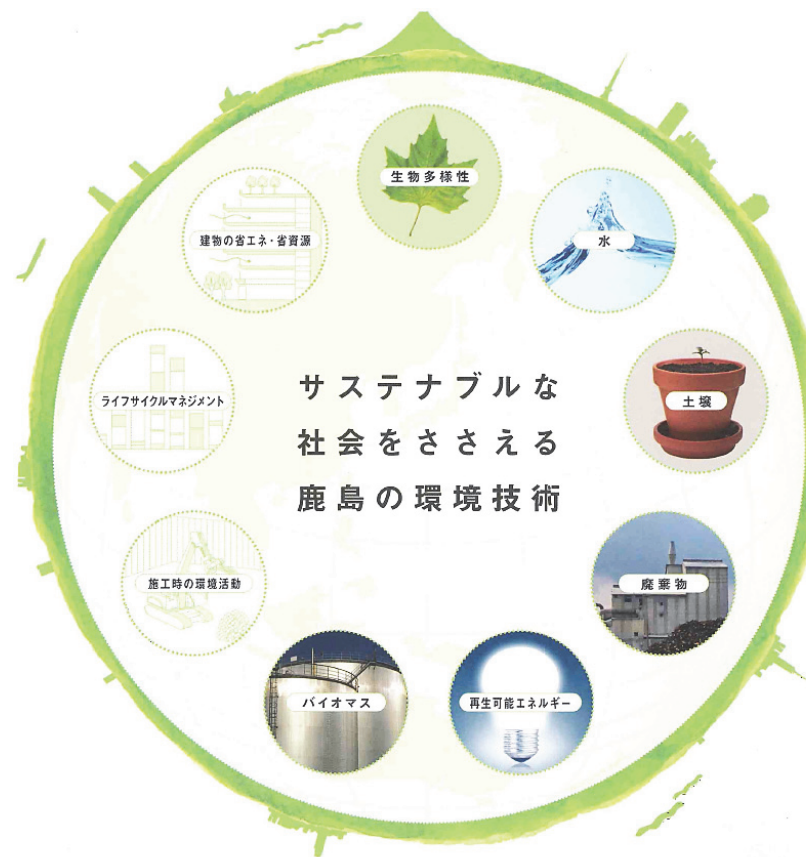 生物多様性
水
土壌
廃棄物
再生可能エネルギー
バイオマス
施工時の環境活動
ライフサイクルマネジメント
建物の省エネ・省資源
サステナブルな
社会をささえる
鹿島の環境技術